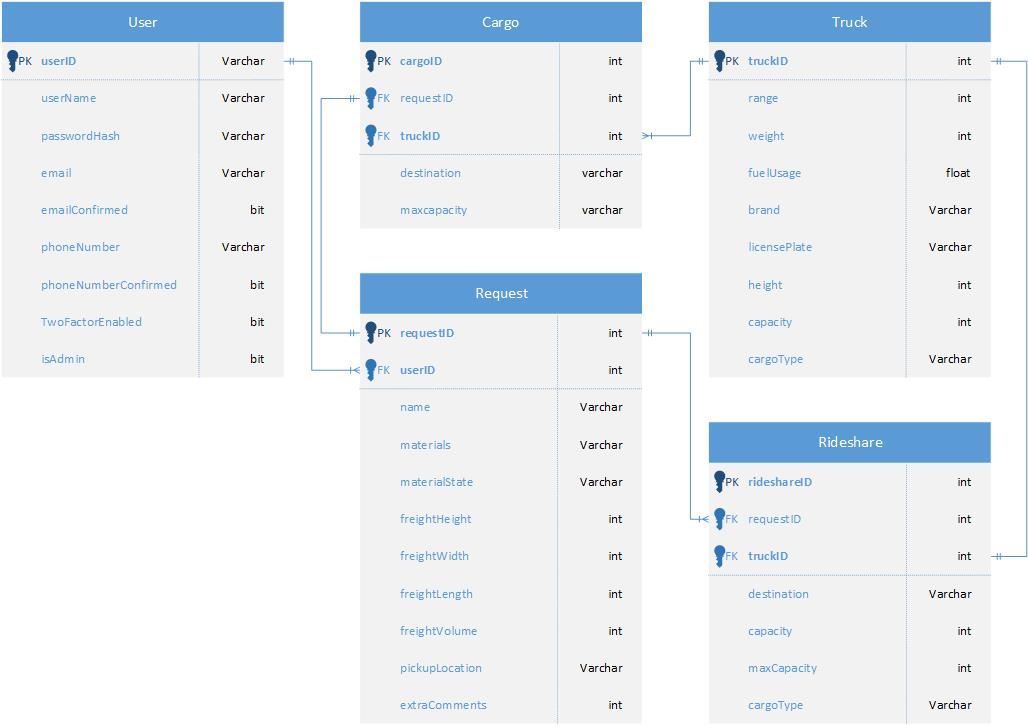 User
PK userID Varchar
userName Varchar
passwordHash Varchar
email Varchar
emailConfirmed bit
phoneNumber Varchar
phoneNumberConfirmed bit
TwoFactorEnabled bit
isAdmin bit
Cargo
PK cargoID int
FK requestID int
FK truckID int
destination varchar
maxcapacity varchar
Request
PK requestID int
FK userID int
name Varchar
materials Varchar
materialState Varchar
freightHeight int
freightWidth int
freightLength int
freightVolume int
pickupLocation Varchar
extraComments int
Truck
PK truckID int
range int
weight int
fuelUsage float
brand Varchar
licensePlate Varchar
height int
capacity int
cargoType Varchar
Rideshare
PK rideshareID int
FK requestID int
FK truckID int
destination Varchar
capacity int
maxCapacity int
cargoType Varchar